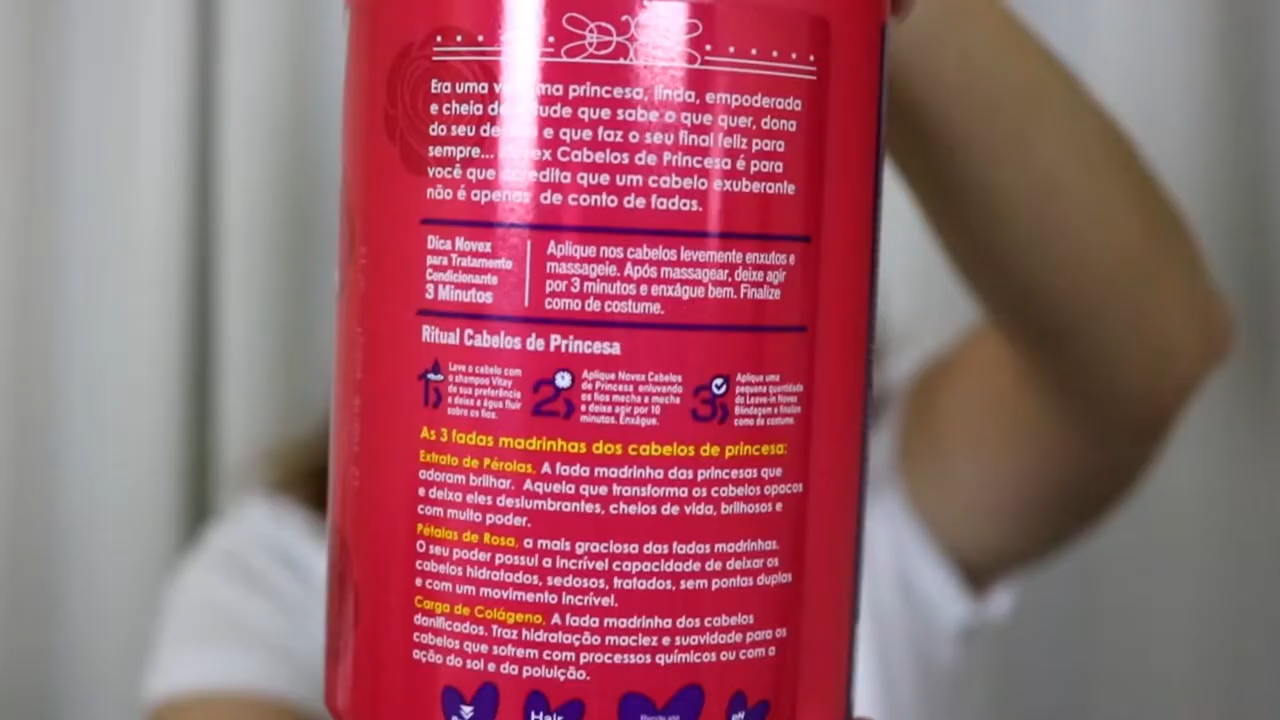 Era uma princesa, linda, empoderada
e cheia de que sabe o que quer, dona
do seu e que faz o seu final feliz para
sempre... Cabelos de Princesa é para
você que acredita que um cabelo exuberante
não é apenas de conto de fadas.
Dica Novex
para Tratamento
Condicionante
3 Minutos
Aplique nos cabelos levemente enxutos e
massageie. Após massagear, deixe agir
por 3 minutos e enxágue bem. Finalize
como de costume.
Ritual Cabelos de Princesa
1
Lave o cabelo com
o shampoo Vitay
de sua preferência
e deixe a água fluir
sobre os fios.
2
Aplique Novex Cabelos
de Princesa enluvando
os fios mecha a mecha
e deixe agir por 10
minutos. Enxágue.
3
Aplique uma
pequena quantidade
do Leave-in Novex
Blindagem e finalize
como de costume.
As 3 fadas madrinhas dos cabelos de princesa:
Extrato de Pérolas, A fada madrinha das princesas que
adoram brilhar. Aquela que transforma os cabelos opacos
e deixa eles deslumbrantes, cheios de vida, brilhosos e
com muito poder.
Pétalas de Rosa, a mais graciosa das fadas madrinhas.
O seu poder possui a incrível capacidade de deixar os
cabelos hidratados, sedosos, tratados, sem pontas duplas
e com um movimento incrível.
Carga de Colágeno, A fada madrinha dos cabelos
danificados. Traz hidratação maciez e suavidade para os
cabelos que sofrem com processos químicos ou com a
ação do sol e da poluição.
Hair
pH